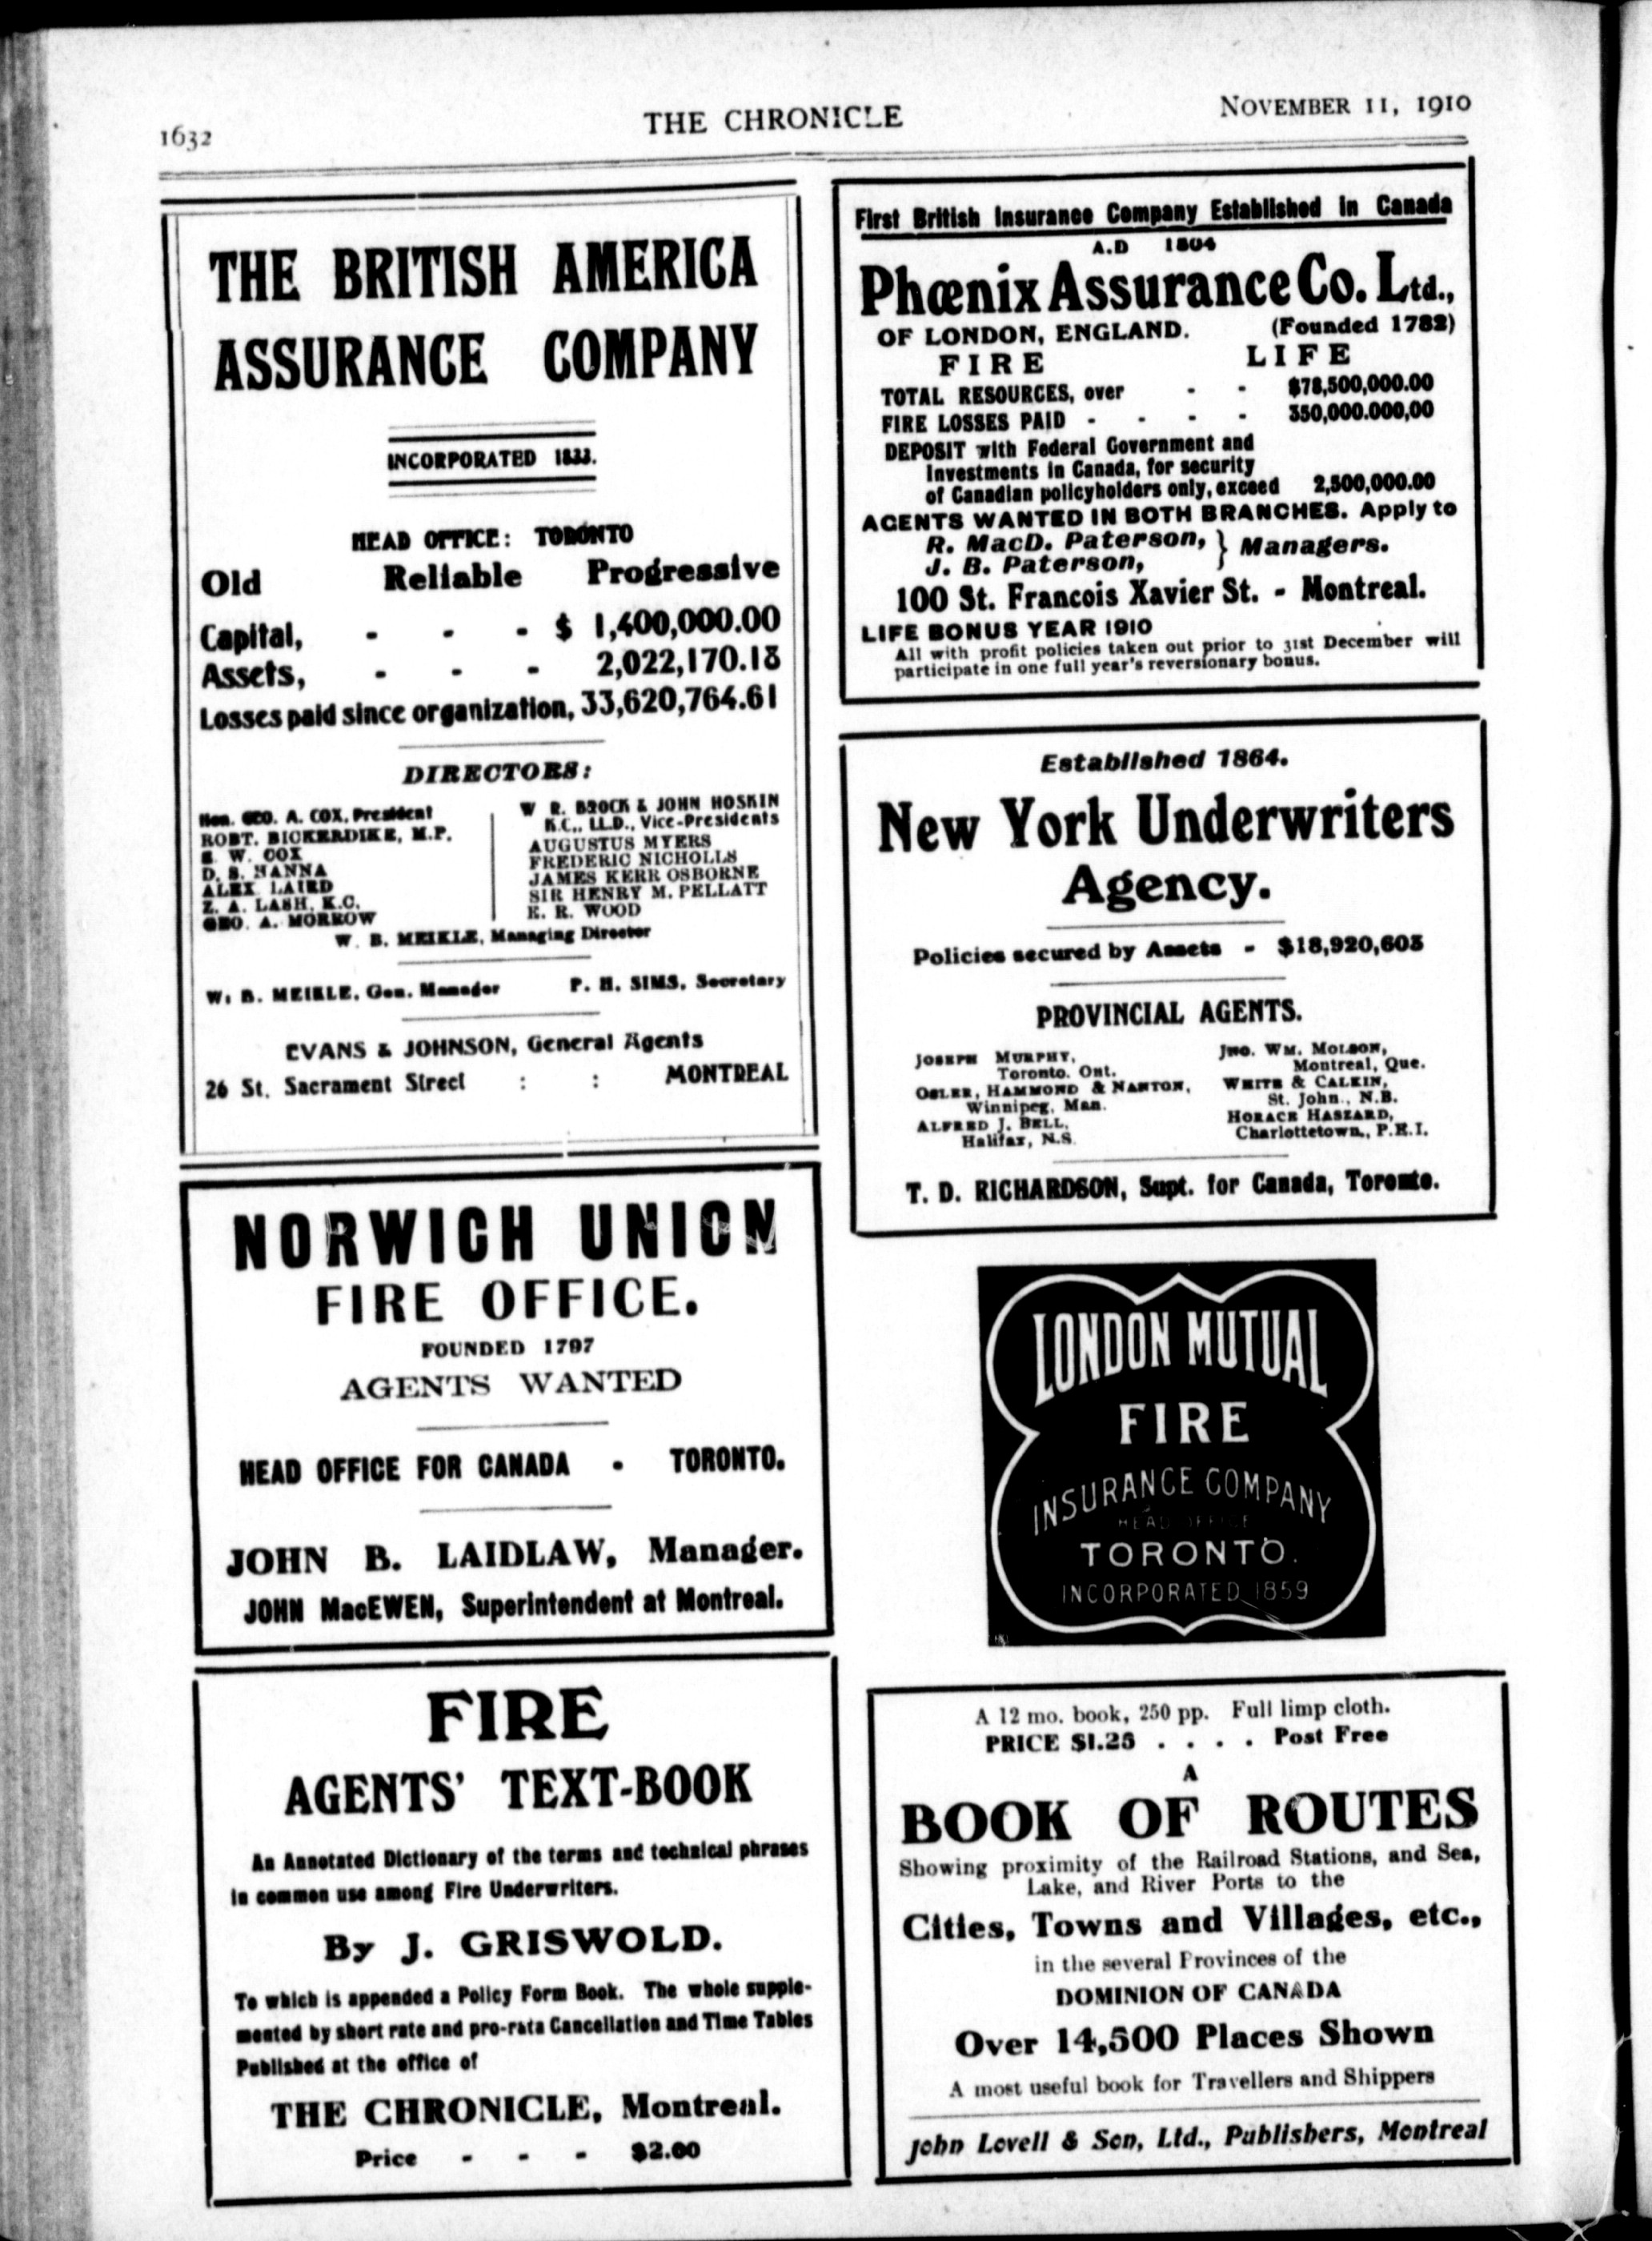 1632
THE CHRONICLE
NOVEMBER 11, 1910
THE BRITISH AMERICA
ASSURANCE COMPANY
INCORPORATED 1833.
HEAD OFFICE: TORONTO
Old Reliable Progressive
Capital, - - - $ 1,400,000.00
Assets, - - - 2,022,170.18
Losses paid since organization, 33,620,764.61
DIRECTORS:
Hon. GEO. A. COX, President
ROBT. BICKERDIKE, M.P.
E. W. COX
D. B. HANNA
ALEX. LAIRD
Z. A. LASH, K.C.
GEO. A. MORROW
W R. BROCK & JOHN HOSKIN
K.C., LL.D., Vice-Presidents
AUGUSTUS MYERS
FREDERIC NICHOLLS
JAMES KERR OSBORNE
SIR HENRY M. PELLATT
E. R. WOOD
W. B. MEIKLE, Managing Director
W. B. MEIKLE, Gen. Manager P. H. SIMS, Secretary
EVANS & JOHNSON, General Agents
26 St. Sacrament Street : : MONTREAL
NORWICH UNION
FIRE OFFICE.
FOUNDED 1797
AGENTS WANTED
HEAD OFFICE FOR CANADA - TORONTO.
JOHN B. LAIDLAW, Manager.
JOHN MacEWEN, Superintendent at Montreal.
FIRE
AGENTS' TEXT-BOOK
An Annotated Dictionary of the terms and technical phrases
in common use among Fire Underwriters.
By J. GRISWOLD.
To which is appended a Policy Form Book. The whole supple-
mented by short rate and pro-rata Cancellation and Time Tables
Published at the office of
THE CHRONICLE, Montreal.
Price - - - $2.00
First British Insurance Company Established in Canada
A.D 1804
Phœnix Assurance Co. Ltd.,
OF LONDON, ENGLAND. (Founded 1782)
FIRE LIFE
TOTAL RESOURCES, over - - $78,500,000.00
FIRE LOSSES PAID - - - - 350,000.000,00
DEPOSIT with Federal Government and
Investments in Canada, for security
of Canadian policyholders only, exceed 2,500,000.00
AGENTS WANTED IN BOTH BRANCHES. Apply to
R. MacD. Paterson, } Managers.
J. B. Paterson,
100 St. Francois Xavier St. - Montreal.
LIFE BONUS YEAR 1910
All with profit policies taken out prior to 31st December will
participate in one full year's reversionary bonus.
Established 1864.
New York Underwriters
Agency.
Policies secured by Assets - $18,920,603
PROVINCIAL AGENTS.
JOSEPH MURPHY,
Toronto. Ont.
OSLER, HAMMOND & NANTON,
Winnipeg, Man.
ALFRED J. BELL,
Halifax, N.S.
JNO. WM. MOLSON,
Montreal, Que.
WHITE & CALKIN,
St. John., N.B.
HORACE HASZARD,
Charlottetown., P.E.I.
T. D. RICHARDSON, Supt. for Canada, Toronto.
LONDON MUTUAL
FIRE
INSURANCE COMPANY
HEAD OFFICE
TORONTO.
INCORPORATED 1859
A 12 mo. book, 250 pp. Full limp cloth.
PRICE $1.25 . . . . Post Free
A
BOOK OF ROUTES
Showing proximity of the Railroad Stations, and Sea,
Lake, and River Ports to the
Cities, Towns and Villages, etc.,
in the several Provinces of the
DOMINION OF CANADA
Over 14,500 Places Shown
A most useful book for Travellers and Shippers
John Lovell & Son, Ltd., Publishers, Montreal